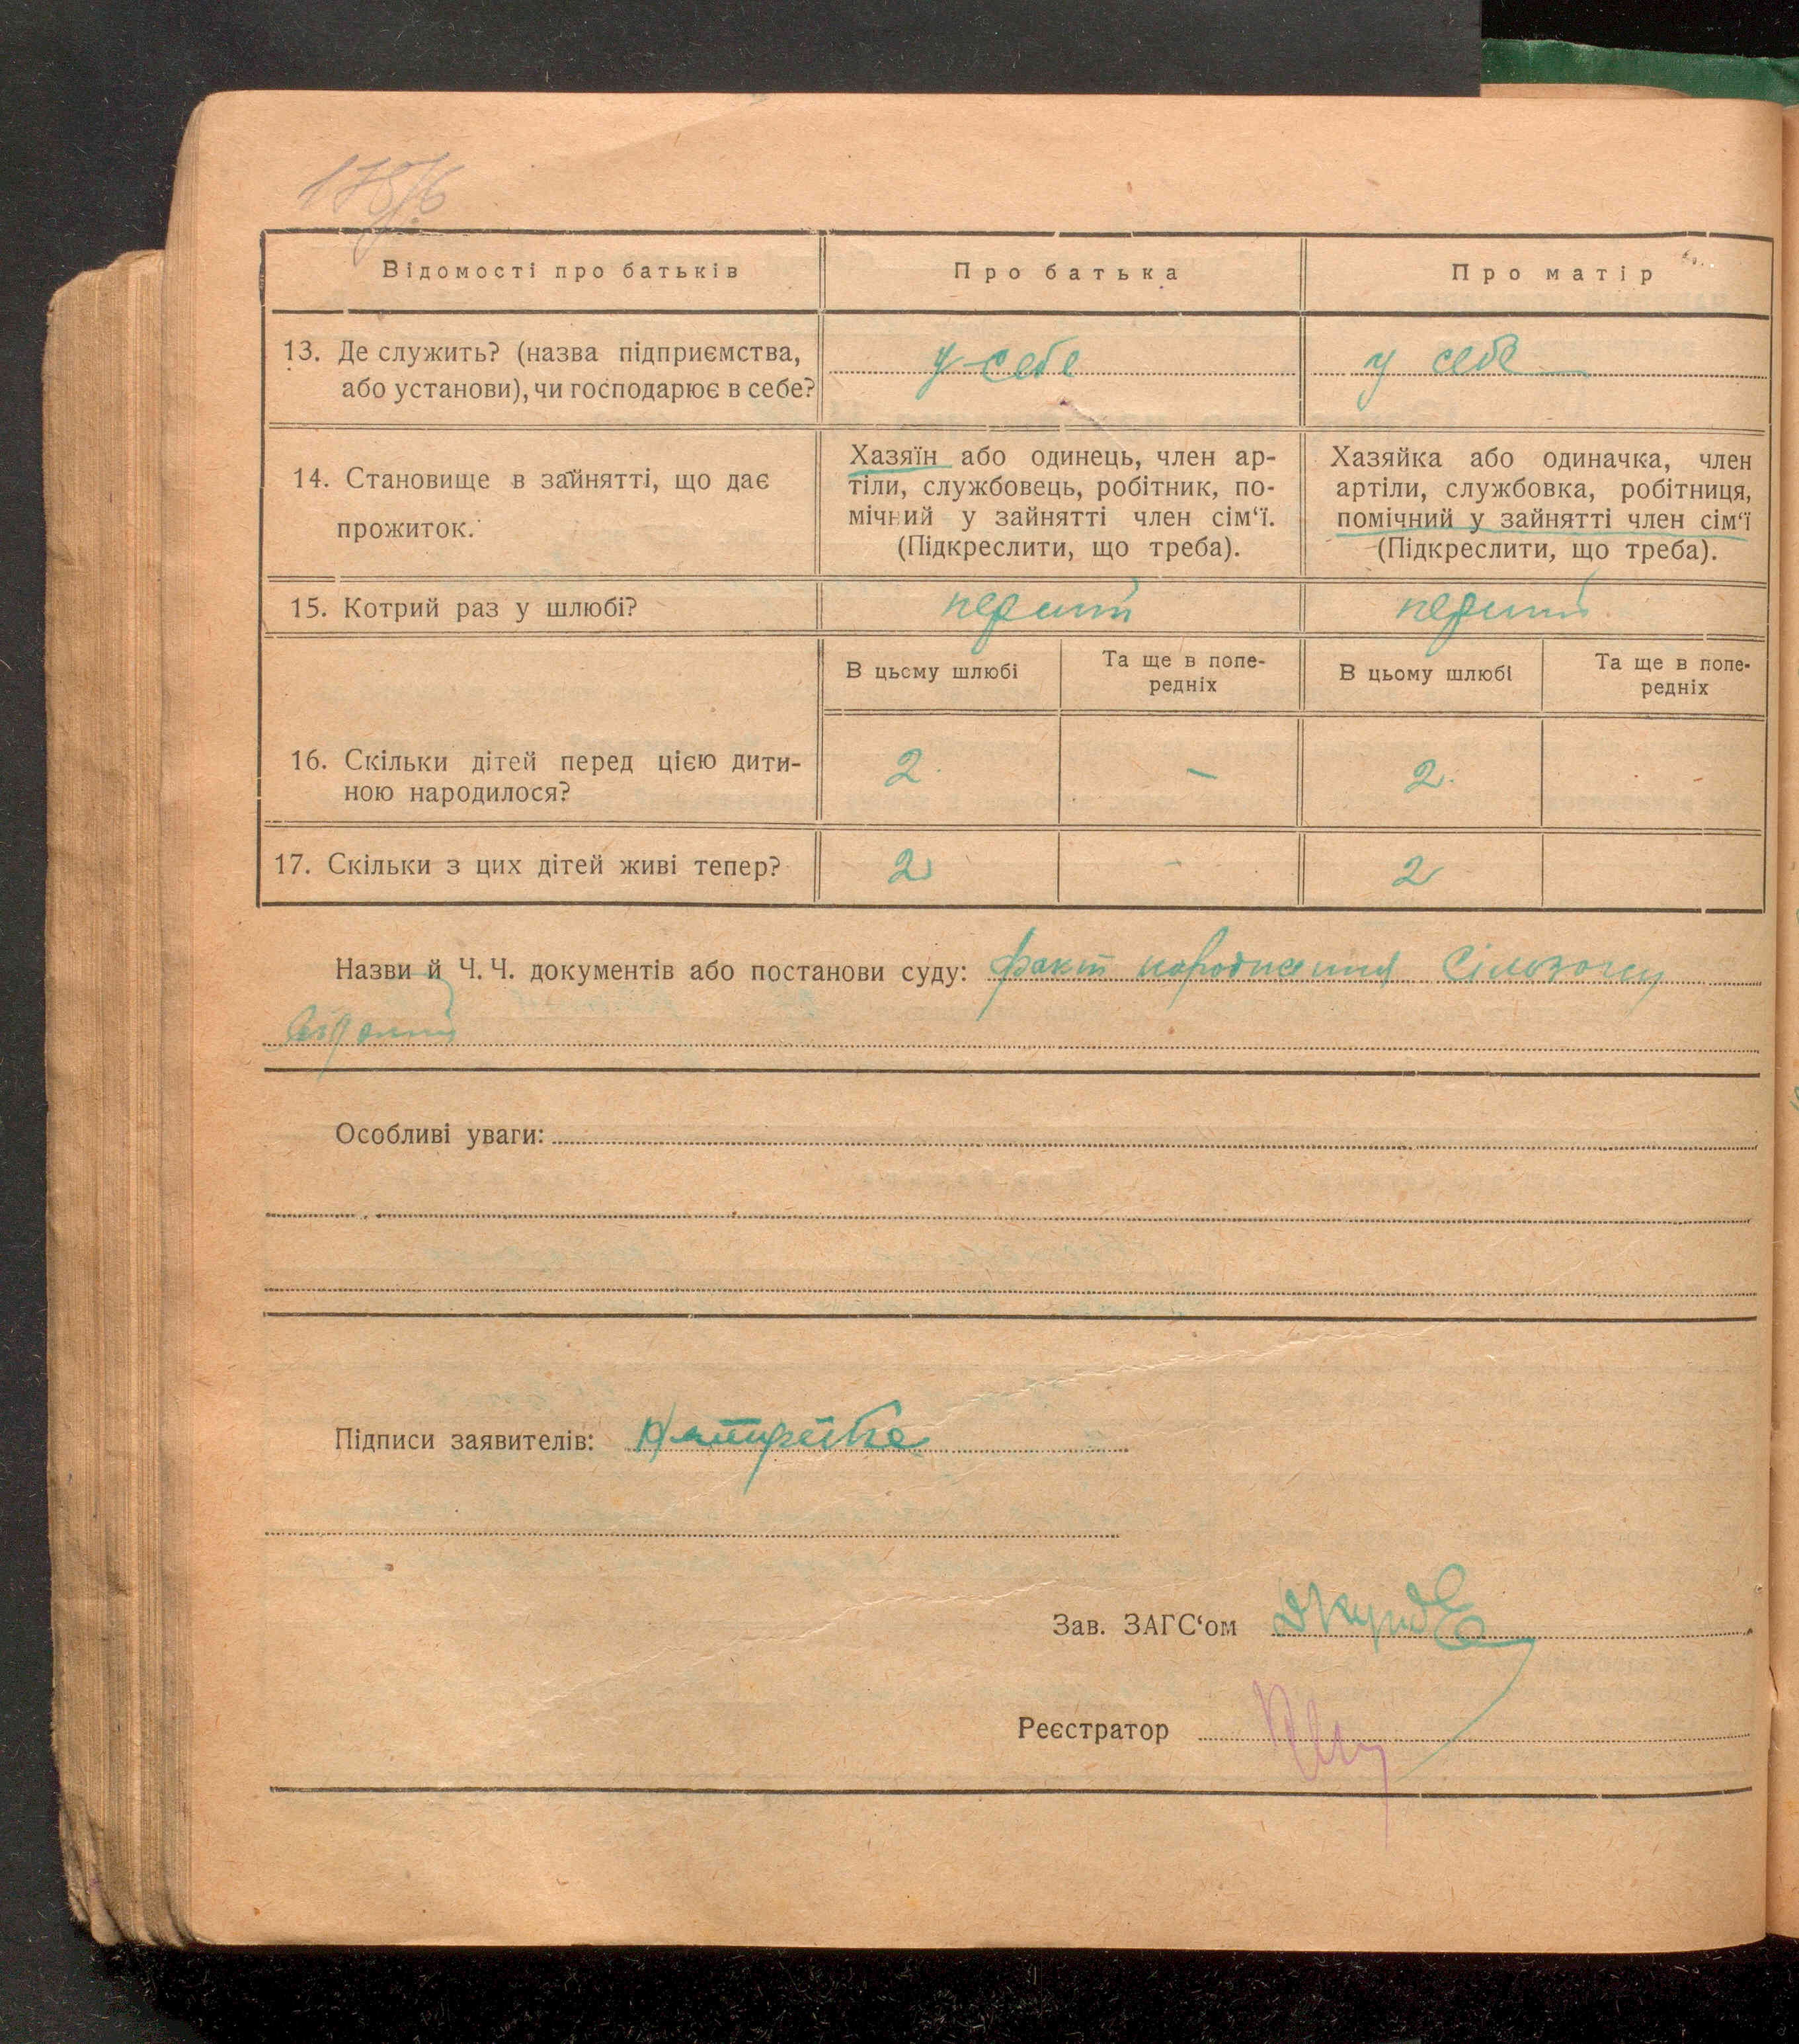 Відомості про батьків
Про батька
Про матір
13. Де служить? (назва підприємства,
або установи), чи господарює в себе?
у себе
у себе
14. Становище в зайнятті, що дає
прожиток.
Хазяїн або одинець, член ар-
тіли, службовець, робітник, по-
мічний у зайнятті член сім‘ї.
(Підкреслити, що треба).
Хазяйка або одиначка, член
артіли, службовка, робітниця,
помічний у зайнятті член сім‘ї
(Підкреслити, що треба).
15. Котрий раз у шлюбі?
перший
перший
В цьому шлюбі
Та ще в попе-
редніх
В цьому шлюбі
Та ще в попе-
редніх
16. Скільки дітей перед цією дити-
ною народилося?
2
-
2
-
17. Скільки з цих дітей живі тепер?
2
-
2
Назви й Ч. Ч. документів або постанови суду: факт народження
Особливі уваги:
Підписи заявителів:
Зав. ЗАГС‘ом
Реєстратор